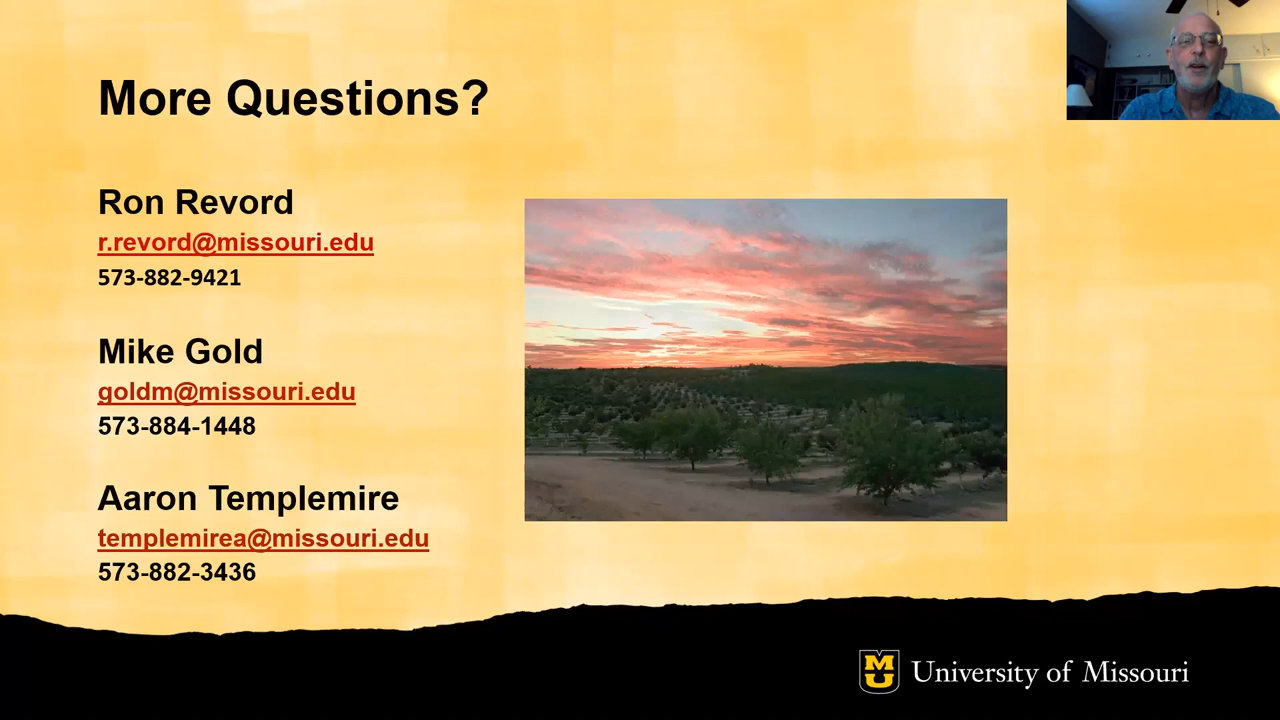 More Questions?
Ron Revord
r.revord@missouri.edu
573-882-9421
Mike Gold
goldm@missouri.edu
573-884-1448
Aaron Templemire
templemirea@missouri.edu
573-882-3436
MU University of Missouri